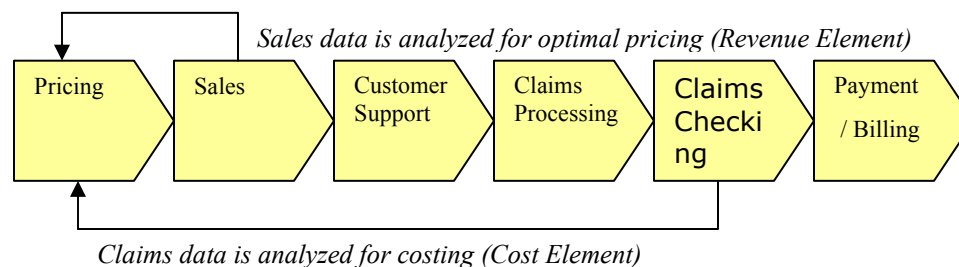 Sales data is analyzed for optimal pricing (Revenue Element)
Pricing
Sales
Customer
Support
Claims
Processing
Claims
Checki
ng
Payment
/ Billing
Claims data is analyzed for costing (Cost Element)